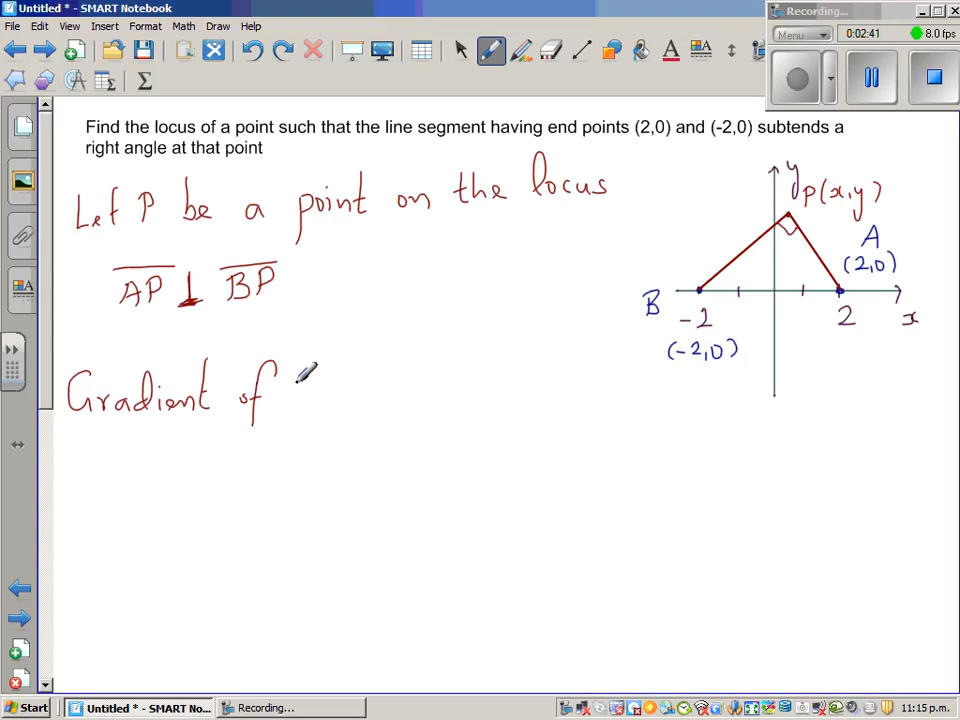 Untitled * - SMART Notebook
Recording...
File Edit View Insert Format Math Draw Help
Menu
0:02:41
8.0 fps
Find the locus of a point such that the line segment having end points (2,0) and (-2,0) subtends a
right angle at that point
Let P be a point on the locus
AP ⊥ BP
Gradient of
y
P(x,y)
A
(2,0)
B
-2
2
x
(-2,0)
Start
Untitled * - SMART No...
Recording...
11:15 p.m.